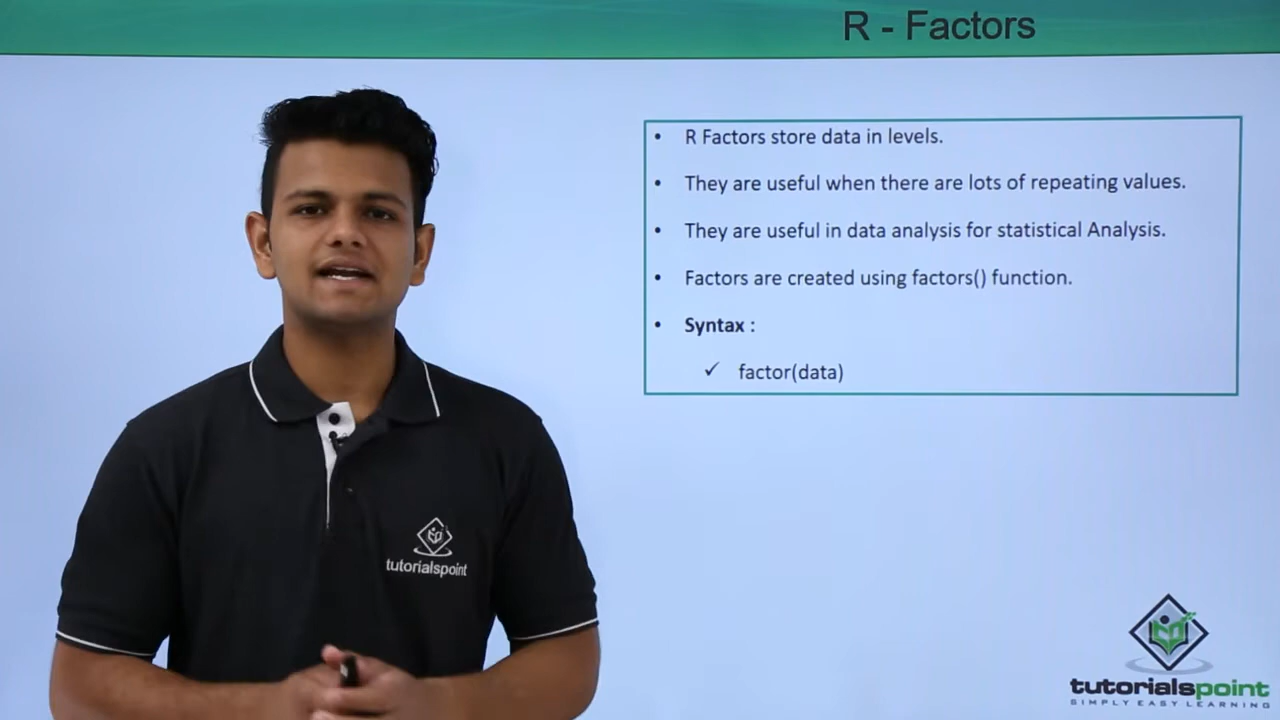 R - Factors
• R Factors store data in levels.
• They are useful when there are lots of repeating values.
• They are useful in data analysis for statistical Analysis.
• Factors are created using factors() function.
• Syntax :
✓ factor(data)
tutorialspoint
tutorialspoint
SIMPLY EASY LEARNING